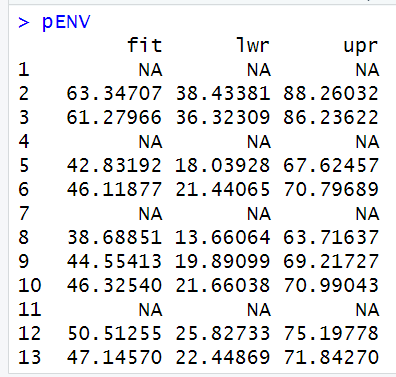 > pENV
fit lwr upr
1 NA NA NA
2 63.34707 38.43381 88.26032
3 61.27966 36.32309 86.23622
4 NA NA NA
5 42.83192 18.03928 67.62457
6 46.11877 21.44065 70.79689
7 NA NA NA
8 38.68851 13.66064 63.71637
9 44.55413 19.89099 69.21727
10 46.32540 21.66038 70.99043
11 NA NA NA
12 50.51255 25.82733 75.19778
13 47.14570 22.44869 71.84270